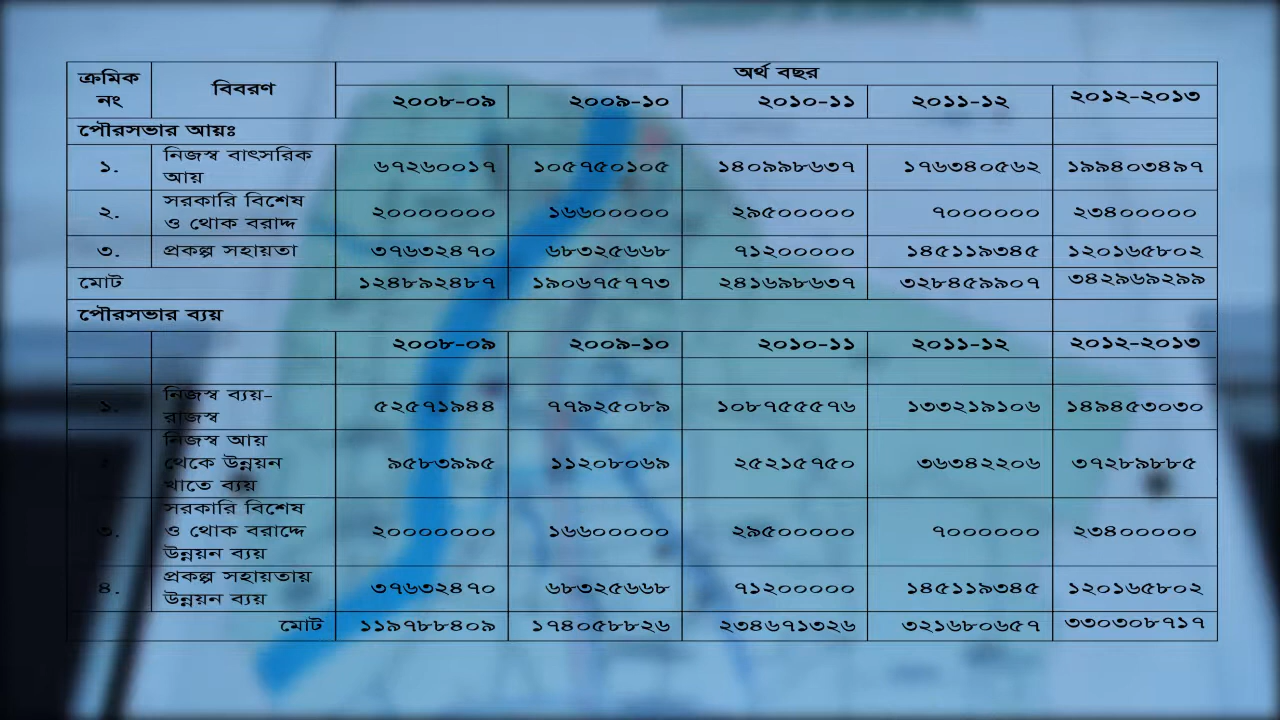 ক্রমিক নং	বিবরণ	অর্থ বছর
২০০৮-০৯	২০০৯-১০	২০১০-১১	২০১১-১২	২০১২-২০১৩
পৌরসভার আয়ঃ
১.	নিজস্ব বাৎসরিক আয়	৬৭২৬০০১৭	১০৫৭৫০১০৫	১৪০৯৯৮৬৩৭	১৭৬৩৪০৫৬২	১৯৯৪০৩৪৯৭
২.	সরকারি বিশেষ ও থোক বরাদ্দ	২০০০০০০০	১৬৬০০০০০	২৯৫০০০০০	৭০০০০০০	২৩৪০০০০০
৩.	প্রকল্প সহায়তা	৩৭৬৩২৪৭০	৬৮৩২৫৬৬৮	৭১২০০০০০	১৪৫১১৯৩৪৫	১২০১৬৫৮০২
মোট	১২৪৮৯২৪৮৭	১৯০৬৭৫৭৭৩	২৪১৬৯৮৬৩৭	৩২৮৪৫৯৯০৭	৩৪২৯৬৯২৯৯
পৌরসভার ব্যয়
২০০৮-০৯	২০০৯-১০	২০১০-১১	২০১১-১২	২০১২-২০১৩
১.	নিজস্ব ব্যয়- রাজস্ব	৫২৫৭১৯৪৪	৭৭৯২৫০৮৯	১০৮৭৫৫৫৭৬	১৩৩২১৯১০৬	১৪৯৪৫৩০৩০
২.	নিজস্ব আয় থেকে উন্নয়ন খাতে ব্যয়	৯৫৮৩৯৯৫	১১২০৮০৬৯	২৫২১৫৭৫০	৩৬৩৪২২০৬	৩৭২৮৯৮৮৫
৩.	সরকারি বিশেষ ও থোক বরাদ্দে উন্নয়ন ব্যয়	২০০০০০০০	১৬৬০০০০০	২৯৫০০০০০	৭০০০০০০	২৩৪০০০০০
৪.	প্রকল্প সহায়তায় উন্নয়ন ব্যয়	৩৭৬৩২৪৭০	৬৮৩২৫৬৬৮	৭১২০০০০০	১৪৫১১৯৩৪৫	১২০১৬৫৮০২
মোট	১১৯৭৮৮৪০৯	১৭৪০৫৮৮২৬	২৩৪৬৭১৩২৬	৩২১৬৮০৬৫৭	৩৩০৩০৮৭১৭